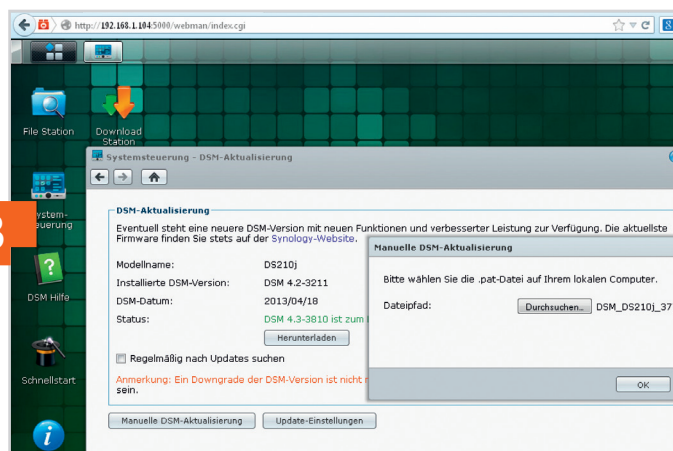 http://192.168.1.104:5000/webman/index.cgi
File Station
Download
Station
Systemsteuerung - DSM-Aktualisierung
System-
3
DSM-Aktualisierung
Eventuell steht eine neuere DSM-Version mit neuen Funktionen und verbesserter Leistung zur Verfügung. Die aktuellste
Firmware finden Sie stets auf der Synology-Website.
Modellname: DS210j
Installierte DSM-Version: DSM 4.2-3211
DSM-Datum: 2013/04/18
Status: DSM 4.3-3810 ist zum
Herunterladen
Regelmäßig nach Updates suchen
Anmerkung: Ein Downgrade der DSM-Version ist nicht
sein.
Manuelle DSM-Aktualisierung
Update-Einstellungen
Manuelle DSM-Aktualisierung
Bitte wählen Sie die .pat-Datei auf Ihrem lokalen Computer.
Dateipfad: Durchsuchen... DSM_DS210j_37
OK
DSM Hilfe
Schnellstart